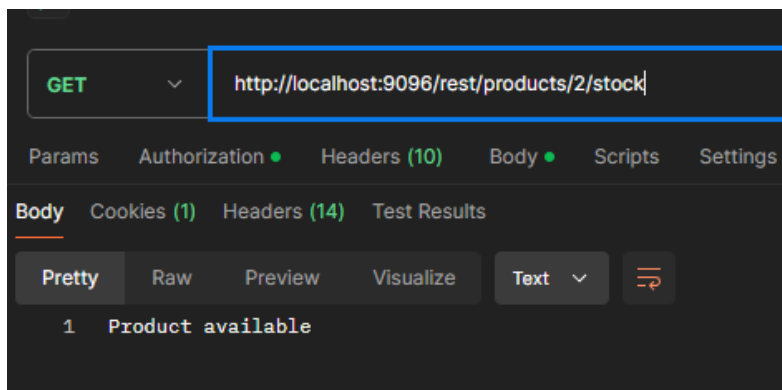 GET http://localhost:9096/rest/products/2/stock
Params Authorization Headers (10) Body Scripts Settings
Body Cookies (1) Headers (14) Test Results
Pretty Raw Preview Visualize Text
1 Product available